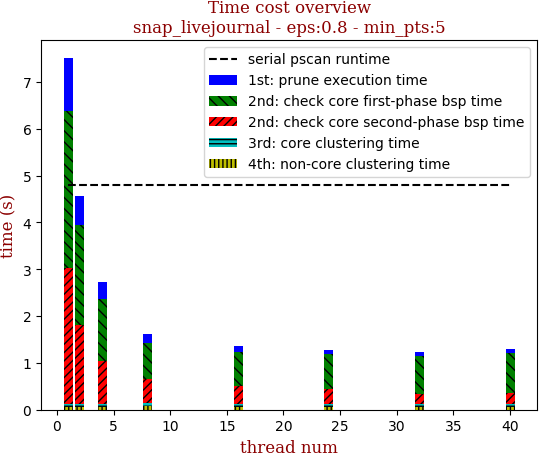 Time cost overview
snap_livejournal - eps:0.8 - min_pts:5
serial pscan runtime
1st: prune execution time
2nd: check core first-phase bsp time
2nd: check core second-phase bsp time
3rd: core clustering time
4th: non-core clustering time
time (s)
7
6
5
4
3
2
1
0
0 5 10 15 20 25 30 35 40
thread num